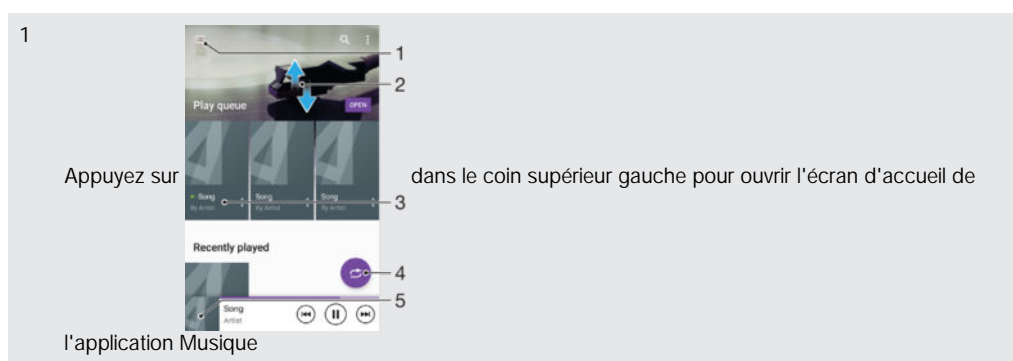 1
1
2
Play queue
OPEN
Appuyez sur dans le coin supérieur gauche pour ouvrir l'écran d'accueil de
Song
Song
Song
By Artist
By Artist
By Artist
3
Recently played
4
5
Song
Artist
l'application Musique